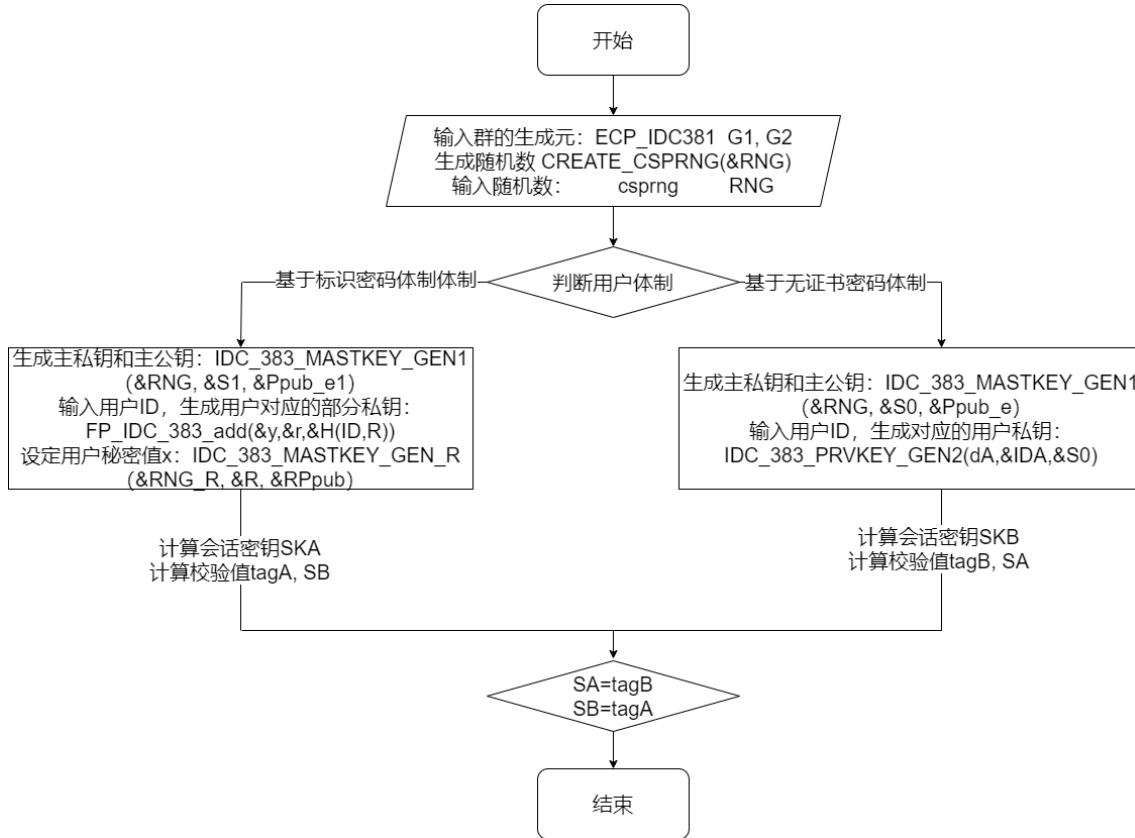 开始
输入群的生成元：ECP_IDC381 G1, G2
生成随机数 CREATE_CSPRNG(&RNG)
输入随机数： csprng RNG
基于标识密码体制体制
判断用户体制
基于无证书密码体制
生成主私钥和主公钥：IDC_383_MASTKEY_GEN1
(&RNG, &S1, &Ppub_e1)
输入用户ID，生成用户对应的部分私钥：
FP_IDC_383_add(&y,&r,&H(ID,R))
设定用户秘密值x：IDC_383_MASTKEY_GEN_R
(&RNG_R, &R, &RPpub)
生成主私钥和主公钥：IDC_383_MASTKEY_GEN1
(&RNG, &S0, &Ppub_e)
输入用户ID，生成对应的用户私钥：
IDC_383_PRVKEY_GEN2(dA,&IDA,&S0)
计算会话密钥SKA
计算校验值tagA, SB
计算会话密钥SKB
计算校验值tagB, SA
SA=tagB
SB=tagA
结束